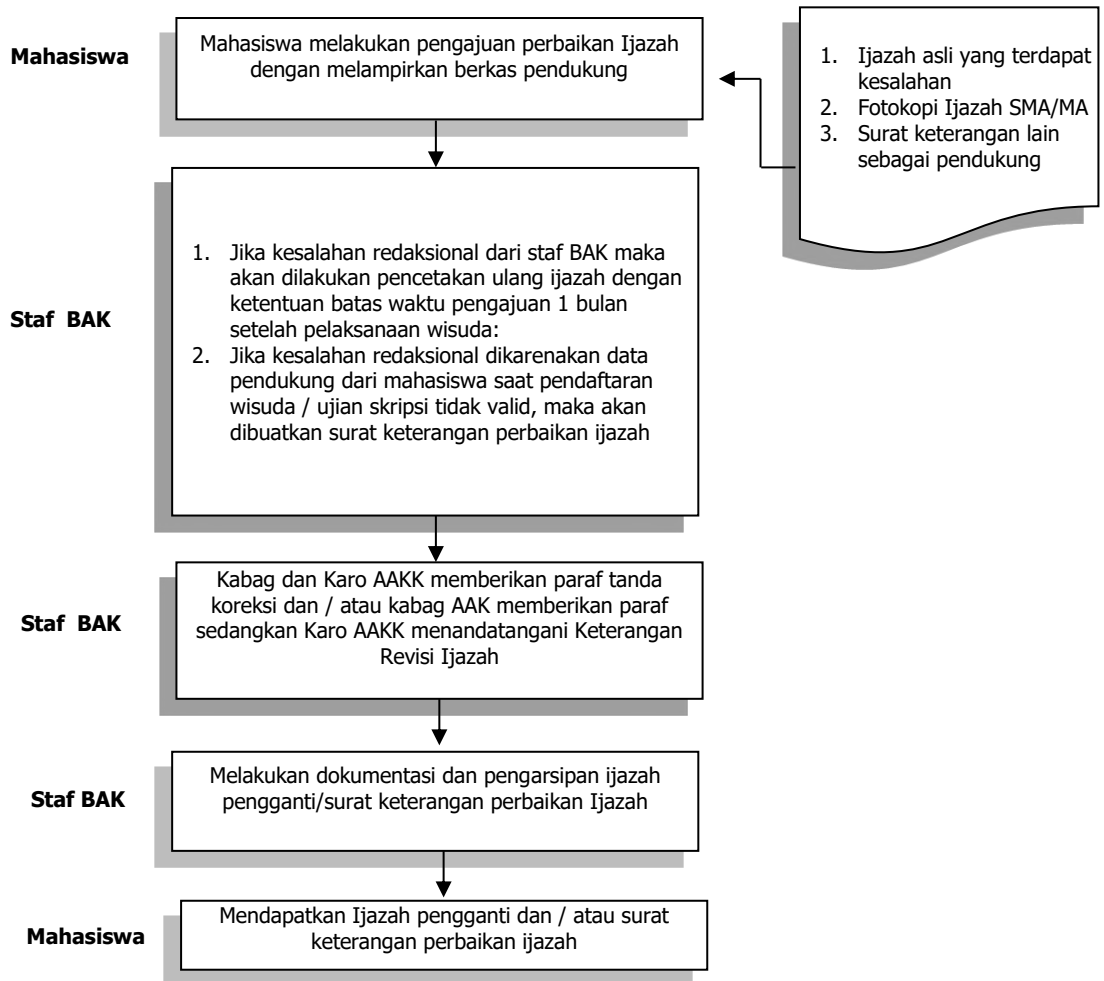 Mahasiswa
Mahasiswa melakukan pengajuan perbaikan Ijazah
dengan melampirkan berkas pendukung
1. Ijazah asli yang terdapat
kesalahan
2. Fotokopi Ijazah SMA/MA
3. Surat keterangan lain
sebagai pendukung
Staf BAK
1. Jika kesalahan redaksional dari staf BAK maka
akan dilakukan pencetakan ulang ijazah dengan
ketentuan batas waktu pengajuan 1 bulan
setelah pelaksanaan wisuda:
2. Jika kesalahan redaksional dikarenakan data
pendukung dari mahasiswa saat pendaftaran
wisuda / ujian skripsi tidak valid, maka akan
dibuatkan surat keterangan perbaikan ijazah
Staf BAK
Kabag dan Karo AAKK memberikan paraf tanda
koreksi dan / atau kabag AAK memberikan paraf
sedangkan Karo AAKK menandatangani Keterangan
Revisi Ijazah
Staf BAK
Melakukan dokumentasi dan pengarsipan ijazah
pengganti/surat keterangan perbaikan Ijazah
Mahasiswa
Mendapatkan Ijazah pengganti dan / atau surat
keterangan perbaikan ijazah